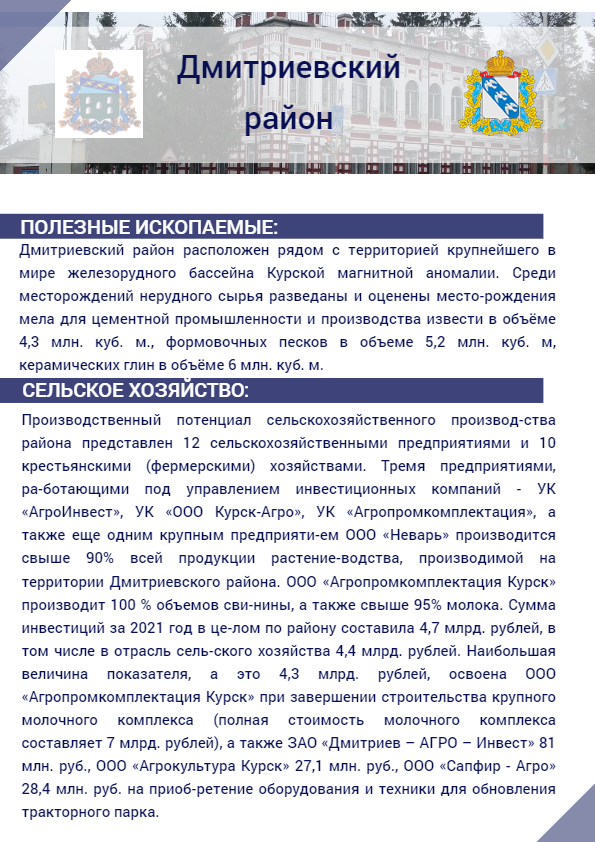 Дмитриевский
район
ПОЛЕЗНЫЕ ИСКОПАЕМЫЕ:
Дмитриевский район расположен рядом с территорией крупнейшего в
мире железорудного бассейна Курской магнитной аномалии. Среди
месторождений нерудного сырья разведаны и оценены место-рождения
мела для цементной промышленности и производства извести в объёме
4,3 млн. куб. м., формовочных песков в объеме 5,2 млн. куб. м,
керамических глин в объёме 6 млн. куб. м.
СЕЛЬСКОЕ ХОЗЯЙСТВО:
Производственный потенциал сельскохозяйственного производ-ства
района представлен 12 сельскохозяйственными предприятиями и 10
крестьянскими (фермерскими) хозяйствами. Тремя предприятиями,
ра-ботающими под управлением инвестиционных компаний - УК
«АгроИнвест», УК «ООО Курск-Агро», УК «Агропромкомплектация», а
также еще одним крупным предприяти-ем ООО «Неварь» производится
свыше 90% всей продукции растение-водства, производимой на
территории Дмитриевского района. ООО «Агропромкомплектация Курск»
производит 100 % объемов сви-нины, а также свыше 95% молока. Сумма
инвестиций за 2021 год в це-лом по району составила 4,7 млрд. рублей, в
том числе в отрасль сель-ского хозяйства 4,4 млрд. рублей. Наибольшая
величина показателя, а это 4,3 млрд. рублей, освоена ООО
«Агропромкомплектация Курск» при завершении строительства крупного
молочного комплекса (полная стоимость молочного комплекса
составляет 7 млрд. рублей), а также ЗАО «Дмитриев – АГРО – Инвест» 81
млн. руб., ООО «Агрокультура Курск» 27,1 млн. руб., ООО «Сапфир - Агро»
28,4 млн. руб. на приоб-ретение оборудования и техники для обновления
тракторного парка.